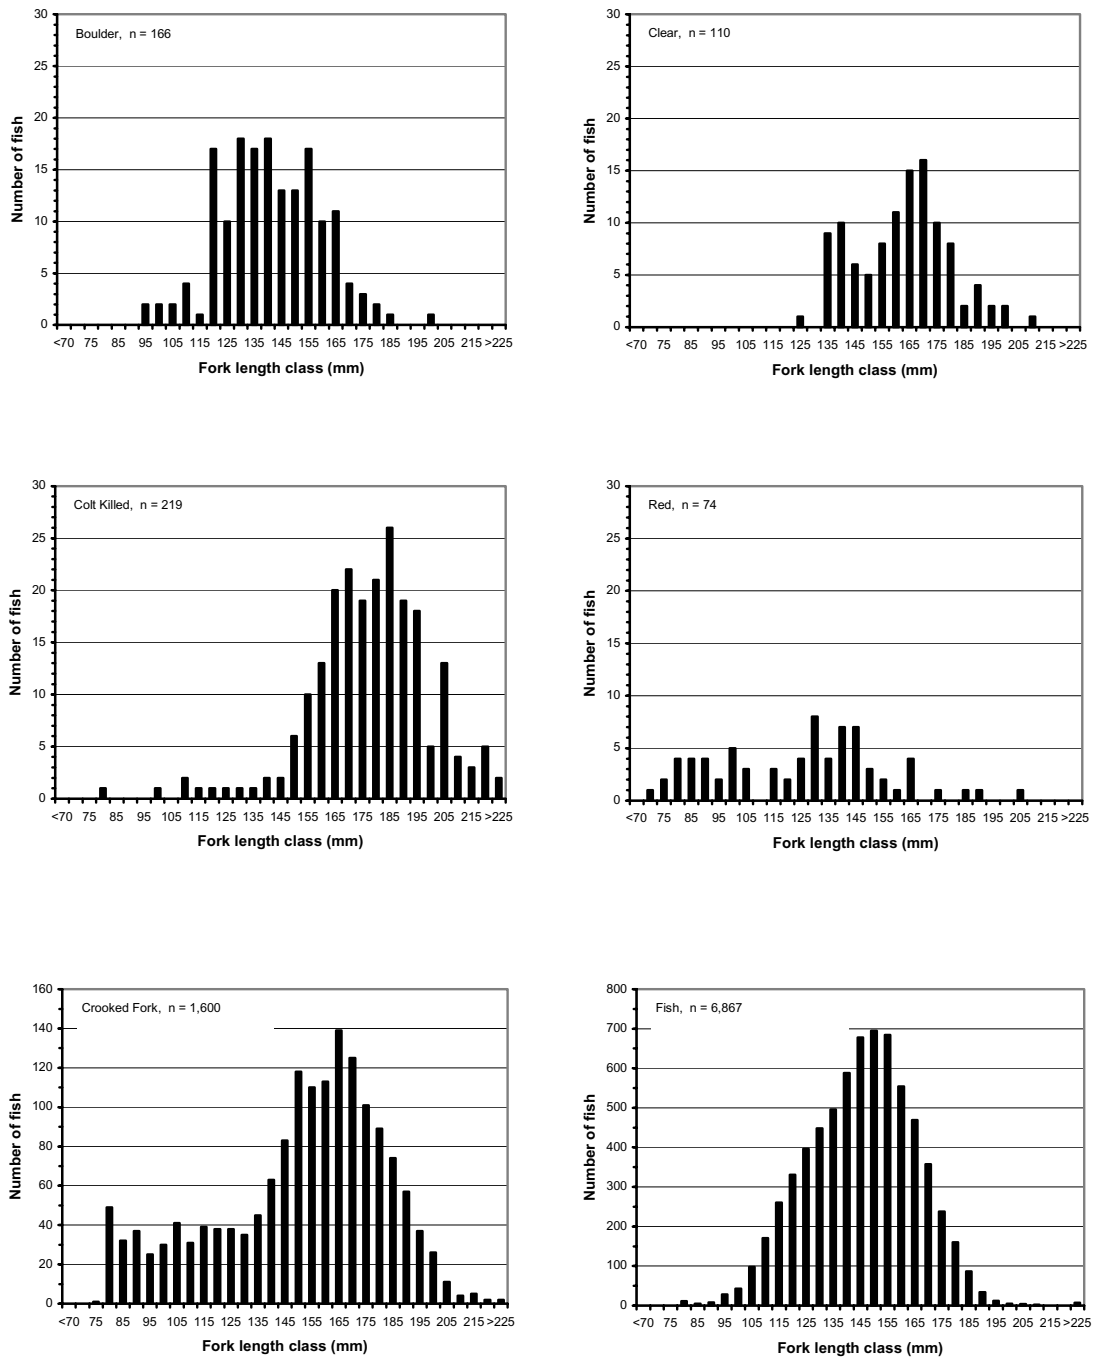 Boulder, n = 166
30
25
20
15
10
5
0
Number of fish
<70 75 85 95 105 115 125 135 145 155 165 175 185 195 205 215 >225
Fork length class (mm)
Clear, n = 110
30
25
20
15
10
5
0
Number of fish
<70 75 85 95 105 115 125 135 145 155 165 175 185 195 205 215 >225
Fork length class (mm)
Colt Killed, n = 219
30
25
20
15
10
5
0
Number of fish
<70 75 85 95 105 115 125 135 145 155 165 175 185 195 205 215 >225
Fork length class (mm)
Red, n = 74
30
25
20
15
10
5
0
Number of fish
<70 75 85 95 105 115 125 135 145 155 165 175 185 195 205 215 >225
Fork length class (mm)
Crooked Fork, n = 1,600
160
140
120
100
80
60
40
20
0
Number of fish
<70 75 85 95 105 115 125 135 145 155 165 175 185 195 205 215 >225
Fork length class (mm)
Fish, n = 6,867
800
700
600
500
400
300
200
100
0
Number of fish
<70 75 85 95 105 115 125 135 145 155 165 175 185 195 205 215 >225
Fork length class (mm)